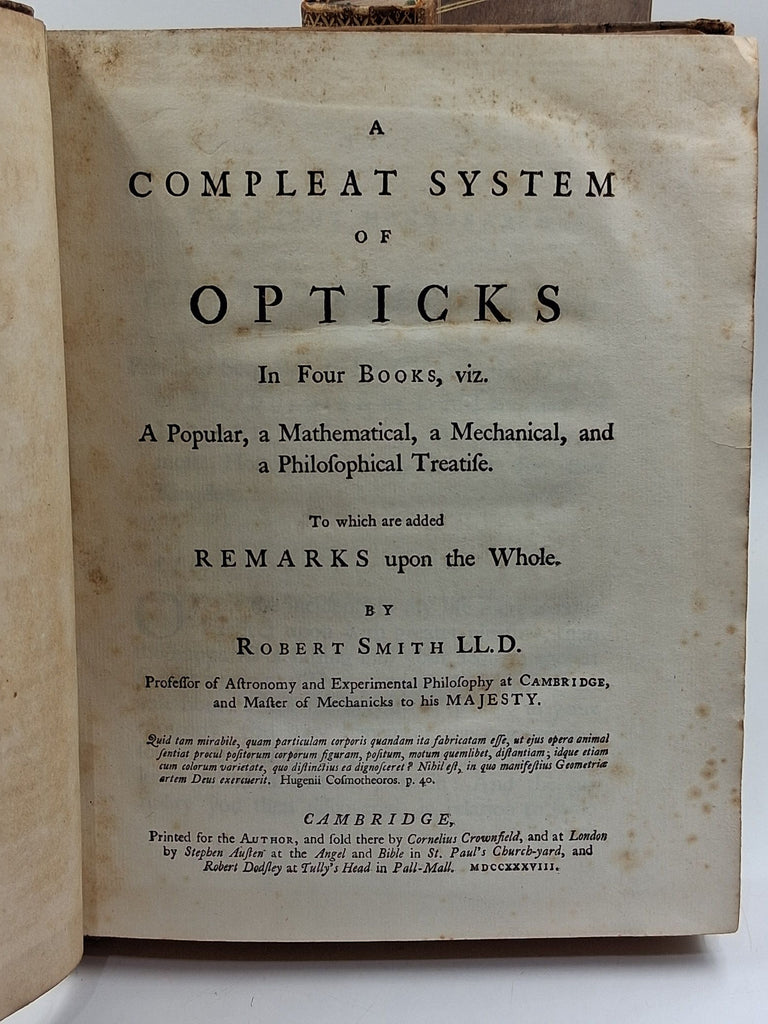 A
COMPLEAT SYSTEM
OF
OPTICKS
In Four BOOKS, viz.
A Popular, a Mathematical, a Mechanical, and
a Philoſophical Treatiſe.
To which are added
REMARKS upon the Whole.
BY
ROBERT SMITH LL.D.
Profeſſor of Aſtronomy and Experimental Philoſophy at CAMBRIDGE,
and Maſter of Mechanicks to his MAJESTY.
Quid tam mirabile, quam particulam corporis quandam ita fabricatam eſſe, ut ejus opera animal
ſentiat procul poſitorum corporum figuram, poſitum, motum quemlibet, diſtantiam; idque etiam
cum colorum varietate, quo diſtinctius ea dignoſceret? Nihil eſt, in quo manifeſtius Geometriæ
artem Deus exercuerit. Hugenii Coſmotheoros. p. 40.
CAMBRIDGE,
Printed for the AUTHOR, and ſold there by Cornelius Crownfield, and at London
by Stephen Auſten at the Angel and Bible in St. Paul's Church-yard, and
Robert Dodſley at Tully's Head in Pall-Mall. MDCCXXXVIII.